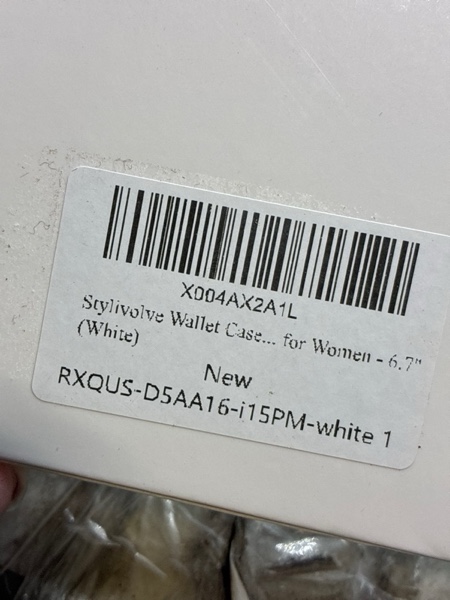 X004AX2A1L
Stylivolve Wallet Case... for Women - 6.7"
(White)
New
RXQUS-D5AA16-i15PM-white 1